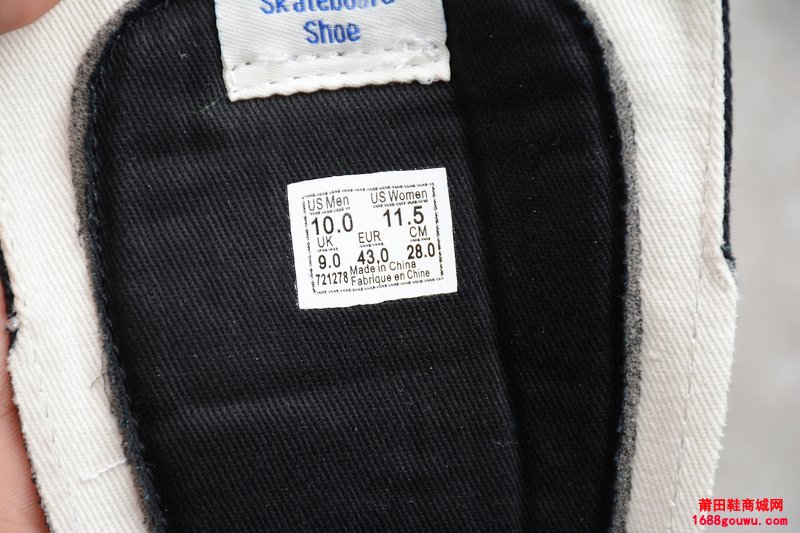 Skateboard
Shoe
US Men US Women
10.0 11.5
UK EUR CM
9.0 43,0 28.0
721278 Made in China
Fabrique en Chine
莆田鞋商城网
1688gouwu.com